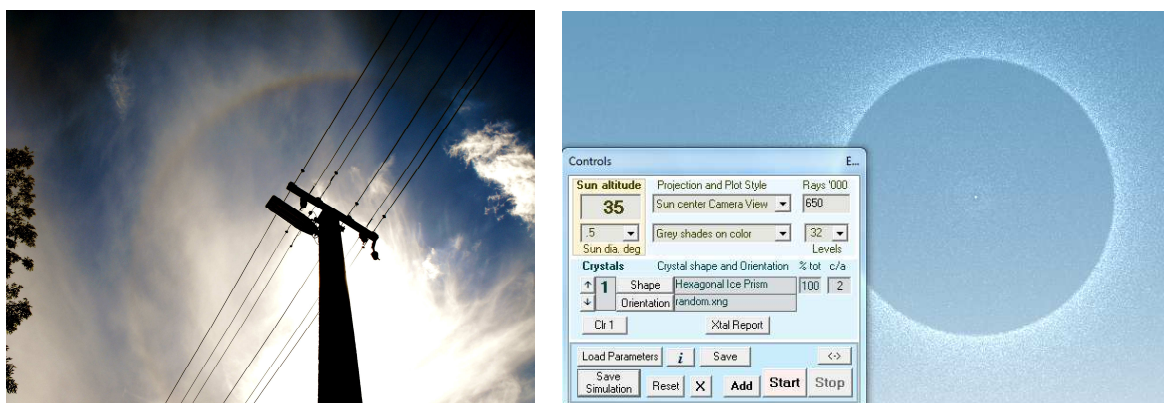 Controls E...
Sun altitude Projection and Plot Style Rays '000
35 Sun center Camera View 650
.5 Grey shades on color 32
Sun dia. deg Levels
Crystals Crystal shape and Orientation % tot c/a
1 Shape Hexagonal Ice Prism 100 2
Orientation random.xng
Clr 1 Xtal Report
Load Parameters i Save <->
Save Simulation Reset X Add Start Stop